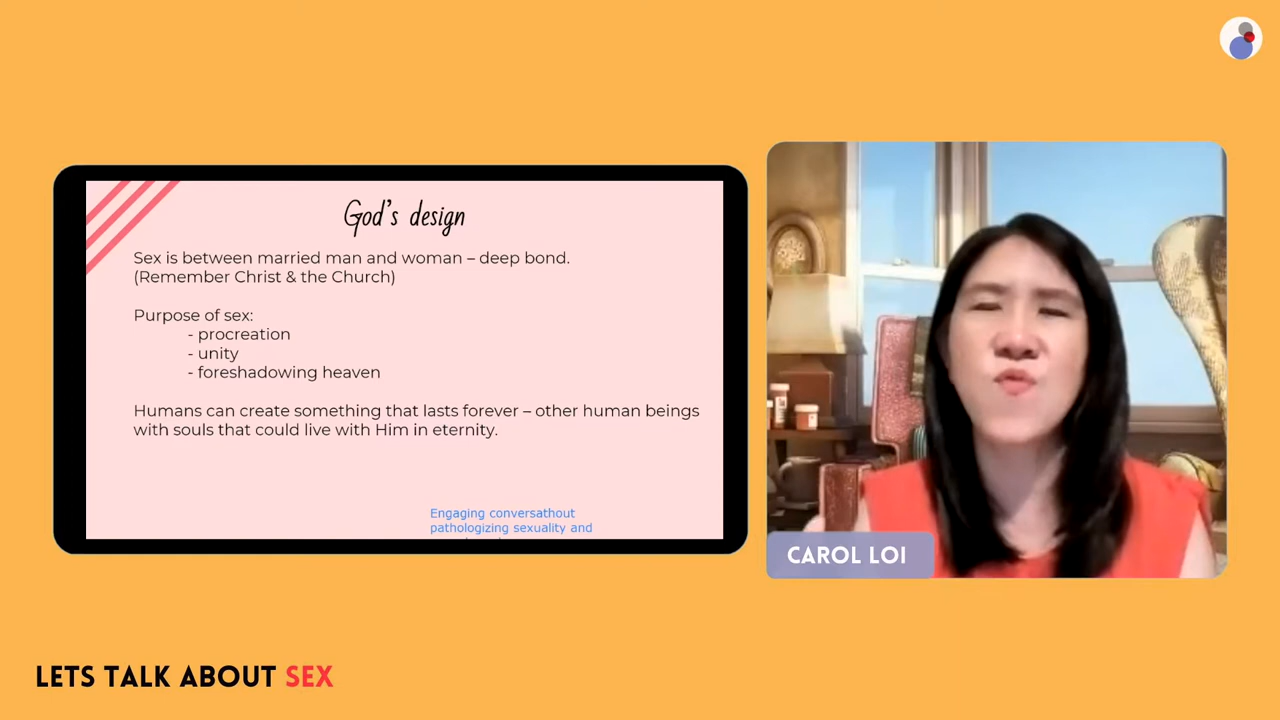 God's design
Sex is between married man and woman – deep bond.
(Remember Christ & the Church)
Purpose of sex:
- procreation
- unity
- foreshadowing heaven
Humans can create something that lasts forever – other human beings
with souls that could live with Him in eternity.
Engaging conversathout
pathologizing sexuality and
CAROL LOI
LETS TALK ABOUT SEX